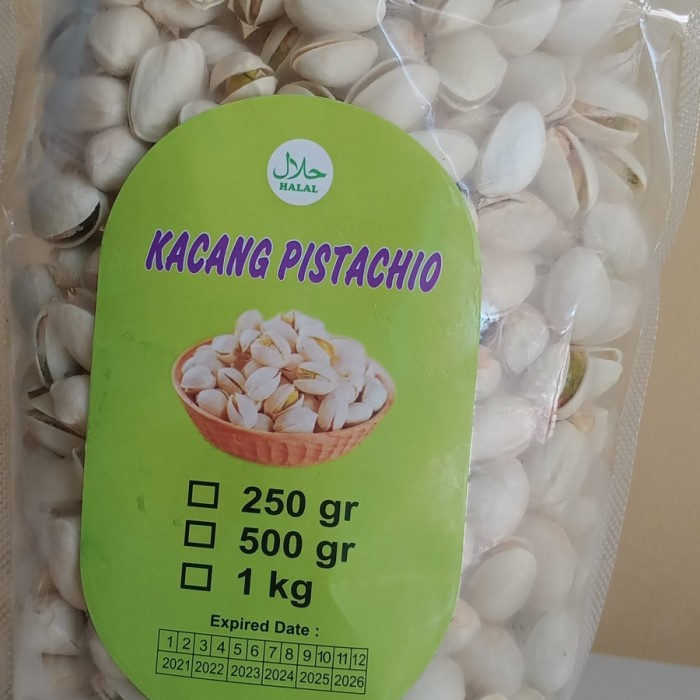 حلال
HALAL
KACANG PISTACHIO
250 gr
500 gr
1 kg
Expired Date :
1 2 3 4 5 6 7 8 9 10 11 12
2021 2022 2023 2024 2025 2026